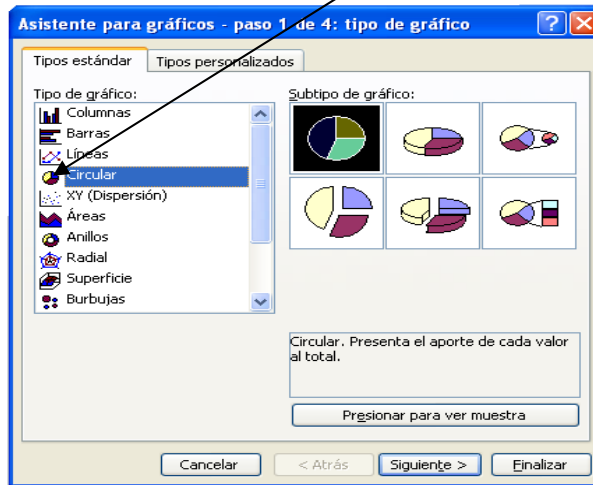 Asistente para gráficos - paso 1 de 4: tipo de gráfico
Tipos estándar
Tipos personalizados
Tipo de gráfico:
Columnas
Barras
Líneas
Circular
XY (Dispersión)
Áreas
Anillos
Radial
Superficie
Burbujas
Subtipo de gráfico:
Circular. Presenta el aporte de cada valor
al total.
Presionar para ver muestra
Cancelar
< Atrás
Siguiente >
Finalizar